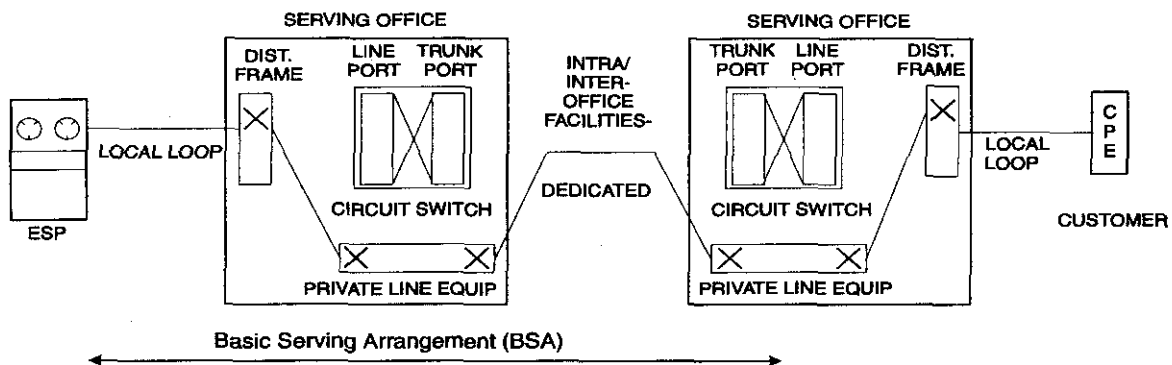 SERVING OFFICE
DIST.
FRAME
LINE
PORT
TRUNK
PORT
LOCAL LOOP
ESP
CIRCUIT SWITCH
PRIVATE LINE EQUIP
INTRA/
INTER-
OFFICE
FACILITIES-
DEDICATED
SERVING OFFICE
TRUNK
PORT
LINE
PORT
DIST.
FRAME
CIRCUIT SWITCH
PRIVATE LINE EQUIP
LOCAL
LOOP
CPE
CUSTOMER
Basic Serving Arrangement (BSA)